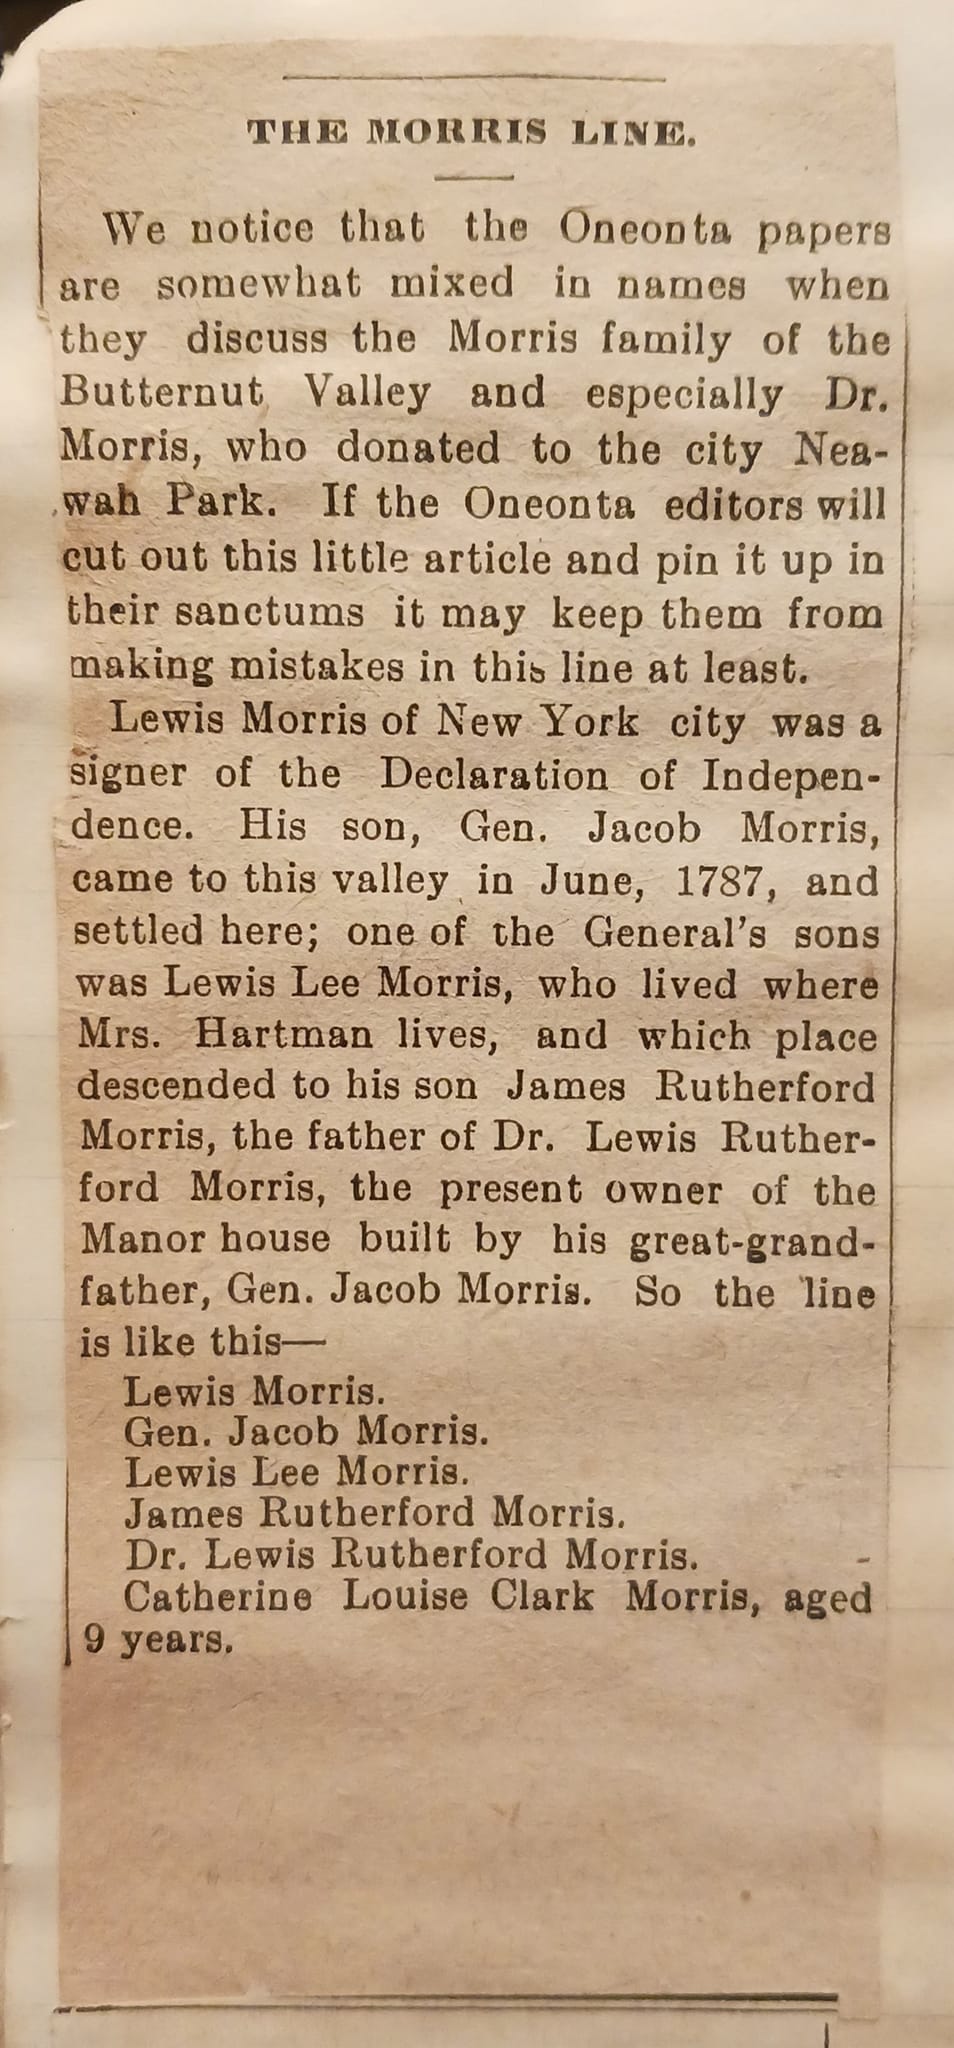 THE MORRIS LINE.
We notice that the Oneonta papers
are somewhat mixed in names when
they discuss the Morris family of the
Butternut Valley and especially Dr.
Morris, who donated to the city Nea-
wah Park. If the Oneonta editors will
cut out this little article and pin it up in
their sanctums it may keep them from
making mistakes in this line at least.
Lewis Morris of New York city was a
signer of the Declaration of Indepen-
dence. His son, Gen. Jacob Morris,
came to this valley in June, 1787, and
settled here; one of the General's sons
was Lewis Lee Morris, who lived where
Mrs. Hartman lives, and which place
descended to his son James Rutherford
Morris, the father of Dr. Lewis Ruther-
ford Morris, the present owner of the
Manor house built by his great-grand-
father, Gen. Jacob Morris. So the line
is like this—
Lewis Morris.
Gen. Jacob Morris.
Lewis Lee Morris.
James Rutherford Morris.
Dr. Lewis Rutherford Morris.
Catherine Louise Clark Morris, aged
9 years.